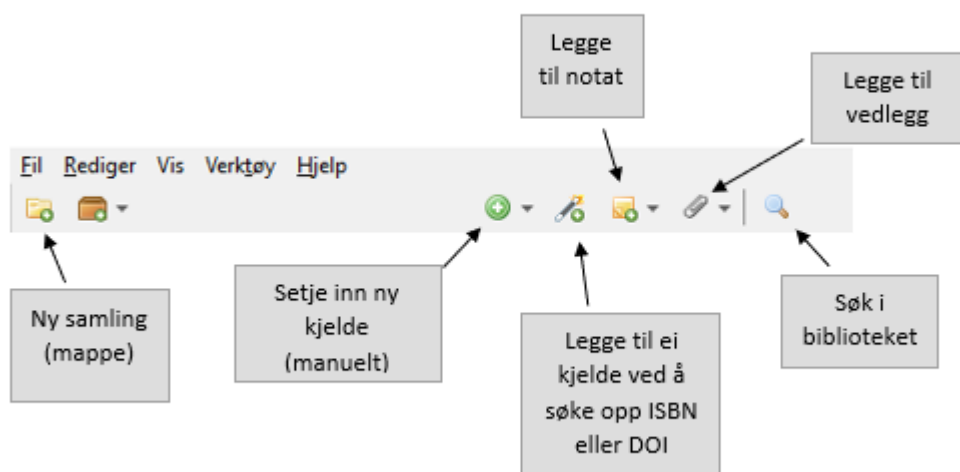 Legge
til notat
Legge til
vedlegg
Fil Rediger Vis Verktøy Hjelp
Ny samling
(mappe)
Setje inn ny
kjelde
(manuelt)
Legge til ei
kjelde ved å
søke opp ISBN
eller DOI
Søk i
biblioteket